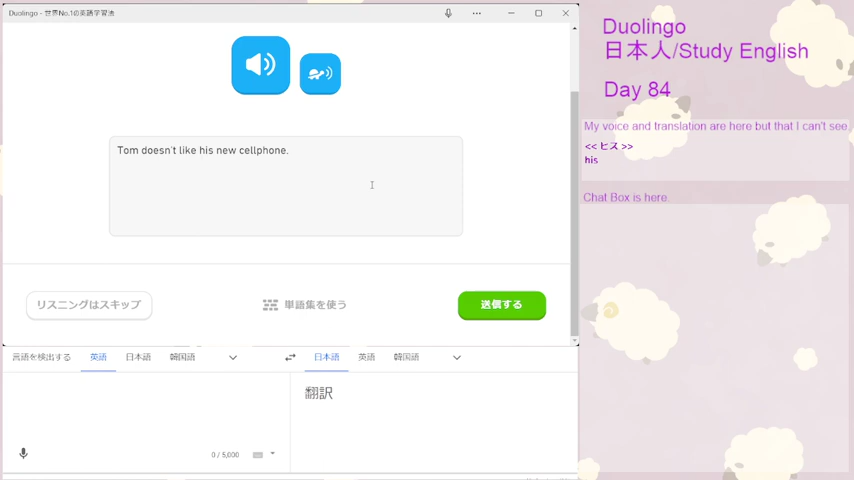 Duolingo - 世界No.1の英語学習法
Tom doesn't like his new cellphone.
リスニングはスキップ
単語集を使う
送信する
言語を検出する
英語
日本語
韓国語
日本語
英語
韓国語
翻訳
0 / 5,000
Duolingo
日本人/Study English
Day 84
My voice and translation are here but that I can't see.
<< ヒス >>
his
Chat Box is here.